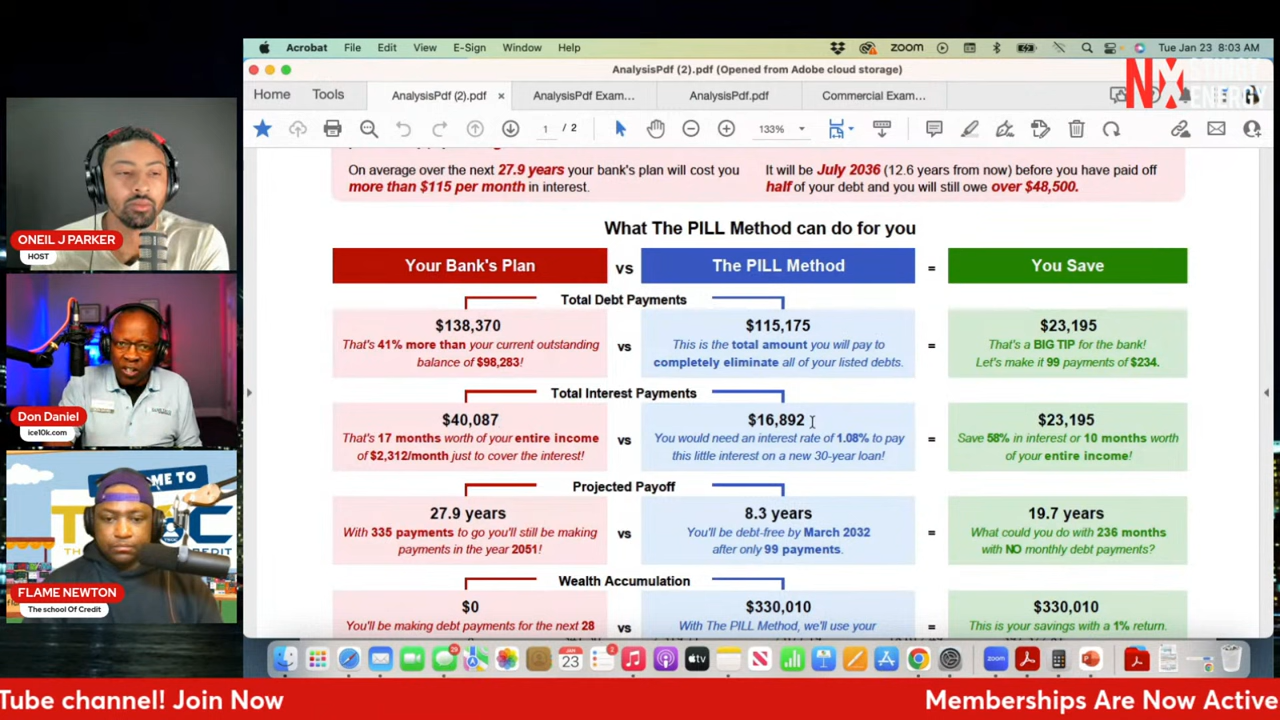 Acrobat File Edit View E-Sign Window Help
zoom
Tue Jan 23 8:03 AM
AnalysisPdf (2).pdf (Opened from Adobe cloud storage)
NX
ENERGY
Home Tools AnalysisPdf (2).pdf × AnalysisPdf Exam... AnalysisPdf.pdf Commercial Exam...
1 / 2 133%
On average over the next 27.9 years your bank's plan will cost you
more than $115 per month in interest.
It will be July 2036 (12.6 years from now) before you have paid off
half of your debt and you will still owe over $48,500.
What The PILL Method can do for you
Your Bank's Plan vs The PILL Method = You Save
Total Debt Payments
$138,370
That's 41% more than your current outstanding
balance of $98,283!
vs
$115,175
This is the total amount you will pay to
completely eliminate all of your listed debts.
=
$23,195
That's a BIG TIP for the bank!
Let's make it 99 payments of $234.
Total Interest Payments
$40,087
That's 17 months worth of your entire income
of $2,312/month just to cover the interest!
vs
$16,892
You would need an interest rate of 1.08% to pay
this little interest on a new 30-year loan!
=
$23,195
Save 58% in interest or 10 months worth
of your entire income!
Projected Payoff
27.9 years
With 335 payments to go you'll still be making
payments in the year 2051!
vs
8.3 years
You'll be debt-free by March 2032
after only 99 payments.
=
19.7 years
What could you do with 236 months
with NO monthly debt payments?
Wealth Accumulation
$0
You'll be making debt payments for the next 28
vs
$330,010
With The PILL Method, we'll use your
=
$330,010
This is your savings with a 1% return.
ONEIL J PARKER
HOST
Don Daniel
ice10k.com
ME TO
FLAME NEWTON
The school Of Credit
JAN
23
zoom
tv
Tube channel! Join Now
Memberships Are Now Active